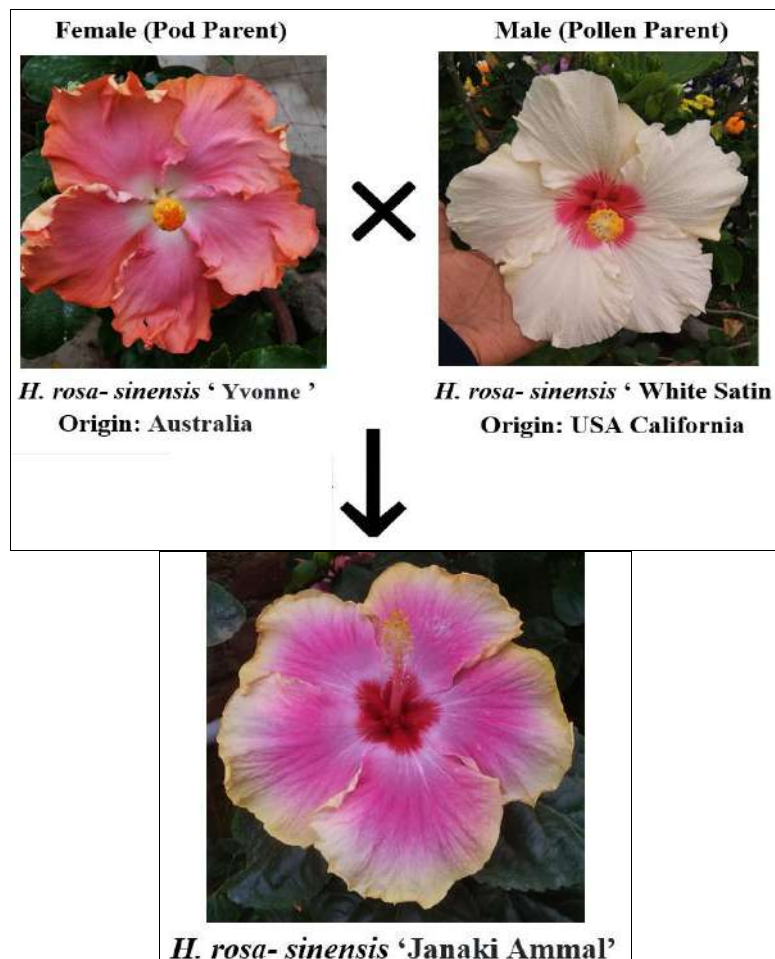 Female (Pod Parent)
Male (Pollen Parent)
H. rosa- sinensis ‘ Yvonne ’
Origin: Australia
H. rosa- sinensis ‘ White Satin
Origin: USA California
H. rosa- sinensis ‘Janaki Ammal’